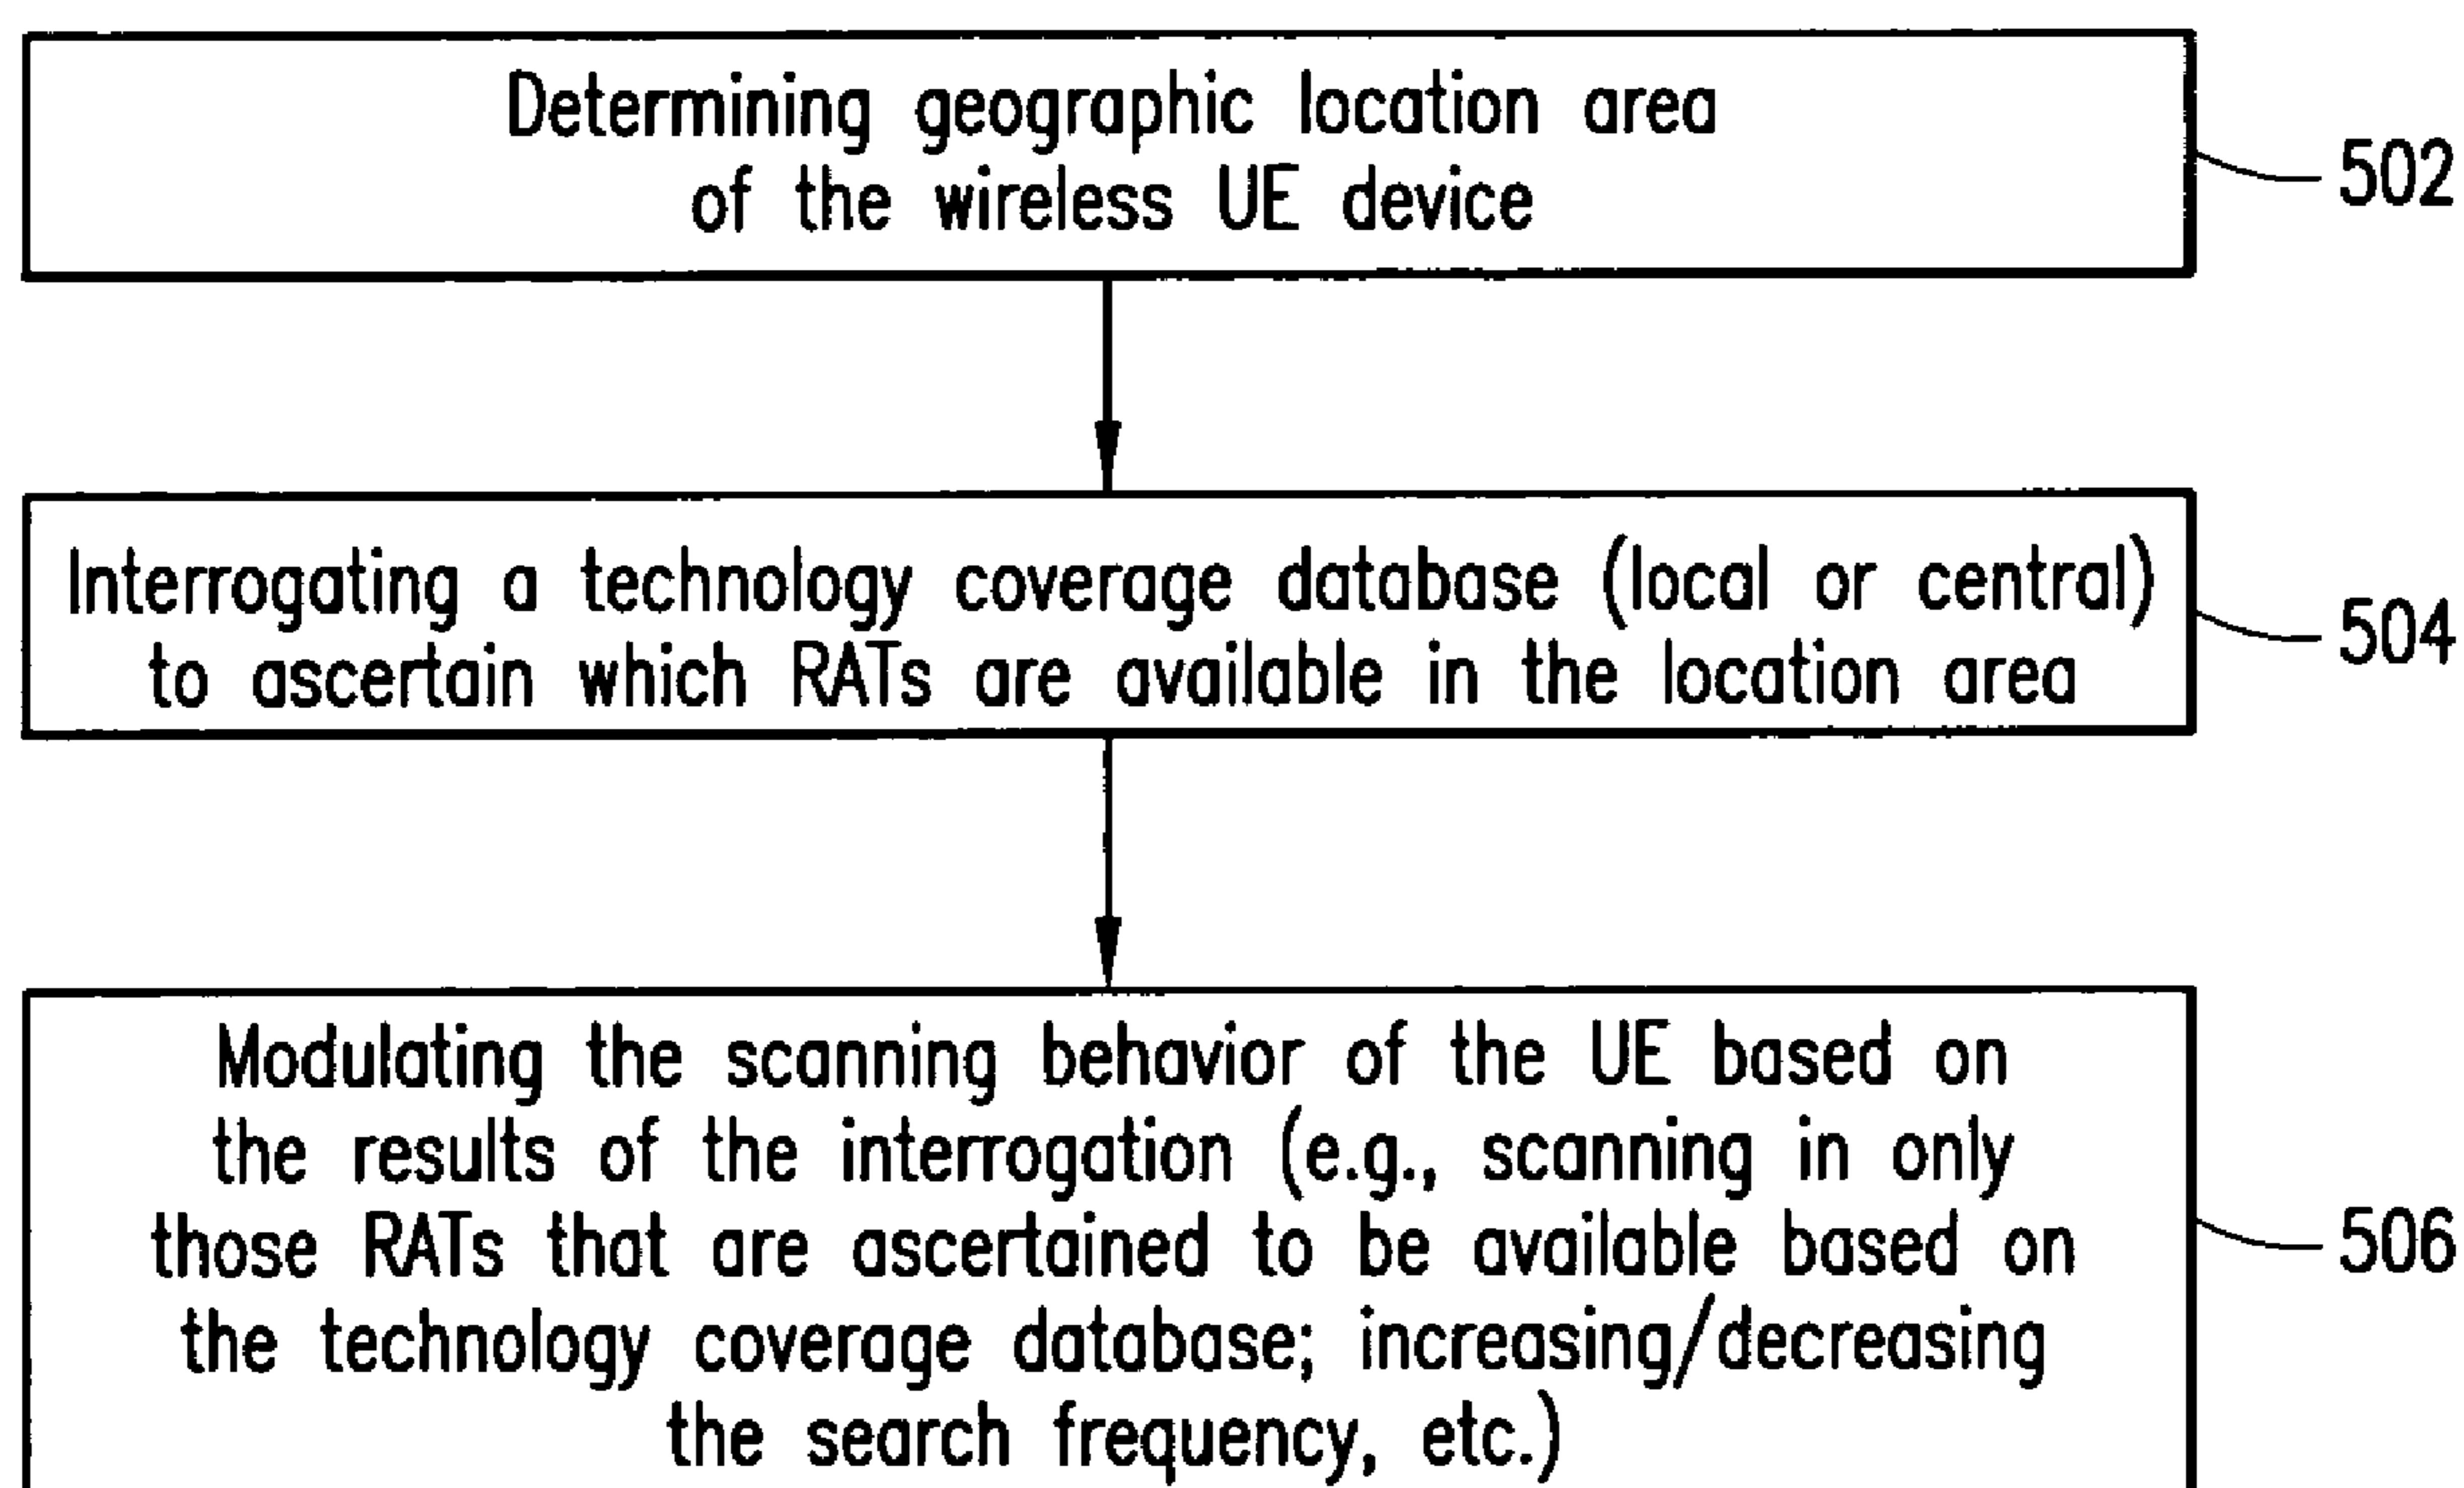 Determining geographic location area
of the wireless UE device
502
Interrogating a technology coverage database (local or central)
to ascertain which RATs are available in the location area
504
Modulating the scanning behavior of the UE based on
the results of the interrogation (e.g., scanning in only
those RATs that are ascertained to be available based on
the technology coverage database; increasing/decreasing
the search frequency, etc.)
506